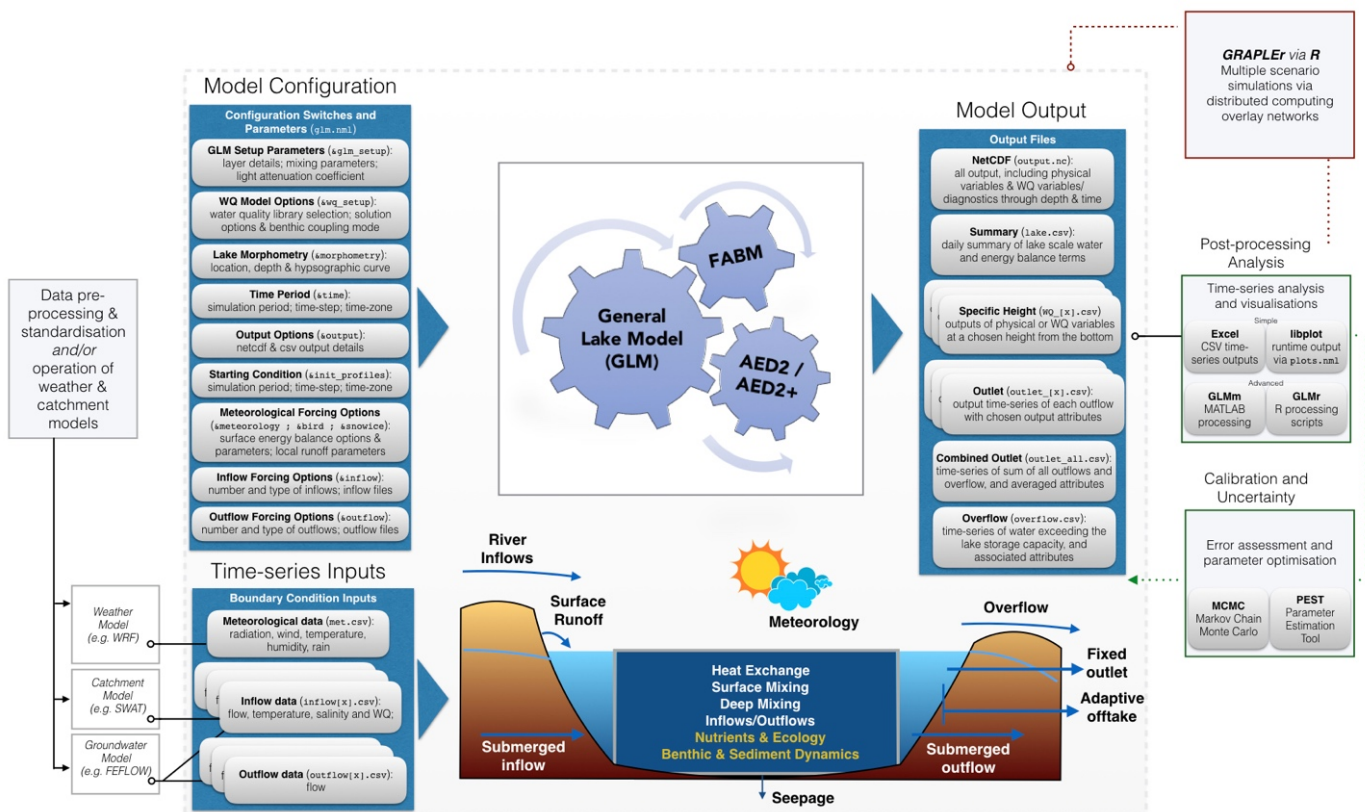 GRAPLEr via R
Multiple scenario
simulations via
distributed computing
overlay networks
Model Configuration
Configuration Switches and
Parameters (glm.nml)
GLM Setup Parameters (&glm_setup):
layer details; mixing parameters;
light attenuation coefficient
WQ Model Options (&wq_setup):
water quality library selection; solution
options & benthic coupling mode
Lake Morphometry (&morphometry):
location, depth & hypsographic curve
Time Period (&time):
simulation period; time-step; time-zone
Output Options (&output):
netcdf & csv output details
Starting Condition (&init_profiles):
simulation period; time-step; time-zone
Meteorological Forcing Options
(&meteorology ; &bird ; &snowice):
surface energy balance options &
parameters; local runoff parameters
Inflow Forcing Options (&inflow):
number and type of inflows; inflow files
Outflow Forcing Options (&outflow):
number and type of outflows; outflow files
General
Lake Model
(GLM)
FABM
AED2 /
AED2+
Model Output
Output Files
NetCDF (output.nc):
all output, including physical
variables & WQ variables/
diagnostics through depth & time
Summary (lake.csv):
daily summary of lake scale water
and energy balance terms
Specific Height (WQ_[x].csv):
outputs of physical or WQ variables
at a chosen height from the bottom
Outlet (outlet_[x].csv):
output time-series of each outflow
with chosen output attributes
Combined Outlet (outlet_all.csv):
time-series of sum of all outflows and
overflow, and averaged attributes
Overflow (overflow.csv):
time-series of water exceeding the
lake storage capacity, and
associated attributes
Post-processing
Analysis
Time-series analysis
and visualisations
Simple
Excel
CSV time-
series outputs
libplot
runtime output
via plots.nml
Advanced
GLMm
MATLAB
processing
GLMr
R processing
scripts
Calibration and
Uncertainty
Error assessment and
parameter optimisation
MCMC
Markov Chain
Monte Carlo
PEST
Parameter
Estimation
Tool
Data pre-
processing &
standardisation
and/or
operation of
weather &
catchment
models
Weather
Model
(e.g. WRF)
Catchment
Model
(e.g. SWAT)
Groundwater
Model
(e.g. FEFLOW)
Time-series Inputs
Boundary Condition Inputs
Meteorological data (met.csv):
radiation, wind, temperature,
humidity, rain
Inflow data (inflow[x].csv):
flow, temperature, salinity and WQ;
Outflow data (outflow[x].csv):
flow
River
Inflows
Surface
Runoff
Meteorology
Overflow
Fixed
outlet
Adaptive
offtake
Heat Exchange
Surface Mixing
Deep Mixing
Inflows/Outflows
Nutrients & Ecology
Benthic & Sediment Dynamics
Submerged
inflow
Submerged
outflow
Seepage